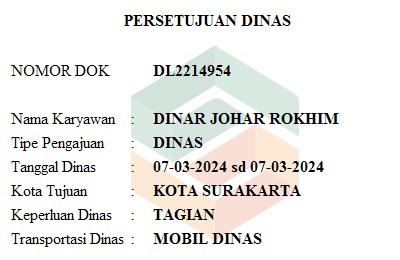 PERSETUJUAN DINAS
NOMOR DOK DL2214954
Nama Karyawan : DINAR JOHAR ROKHIM
Tipe Pengajuan : DINAS
Tanggal Dinas : 07-03-2024 sd 07-03-2024
Kota Tujuan : KOTA SURAKARTA
Keperluan Dinas : TAGIAN
Transportasi Dinas : MOBIL DINAS